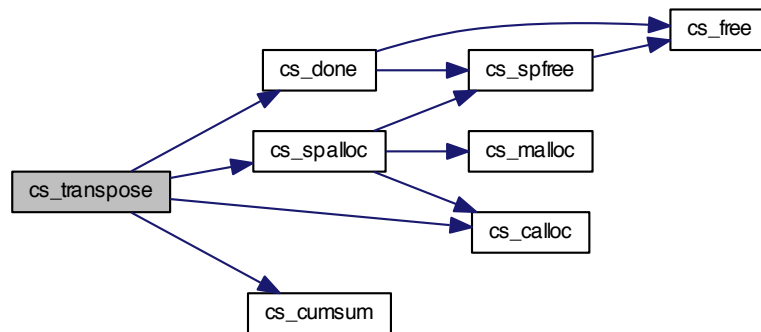 cs_transpose
cs_done
cs_spalloc
cs_cumsum
cs_spfree
cs_malloc
cs_calloc
cs_free